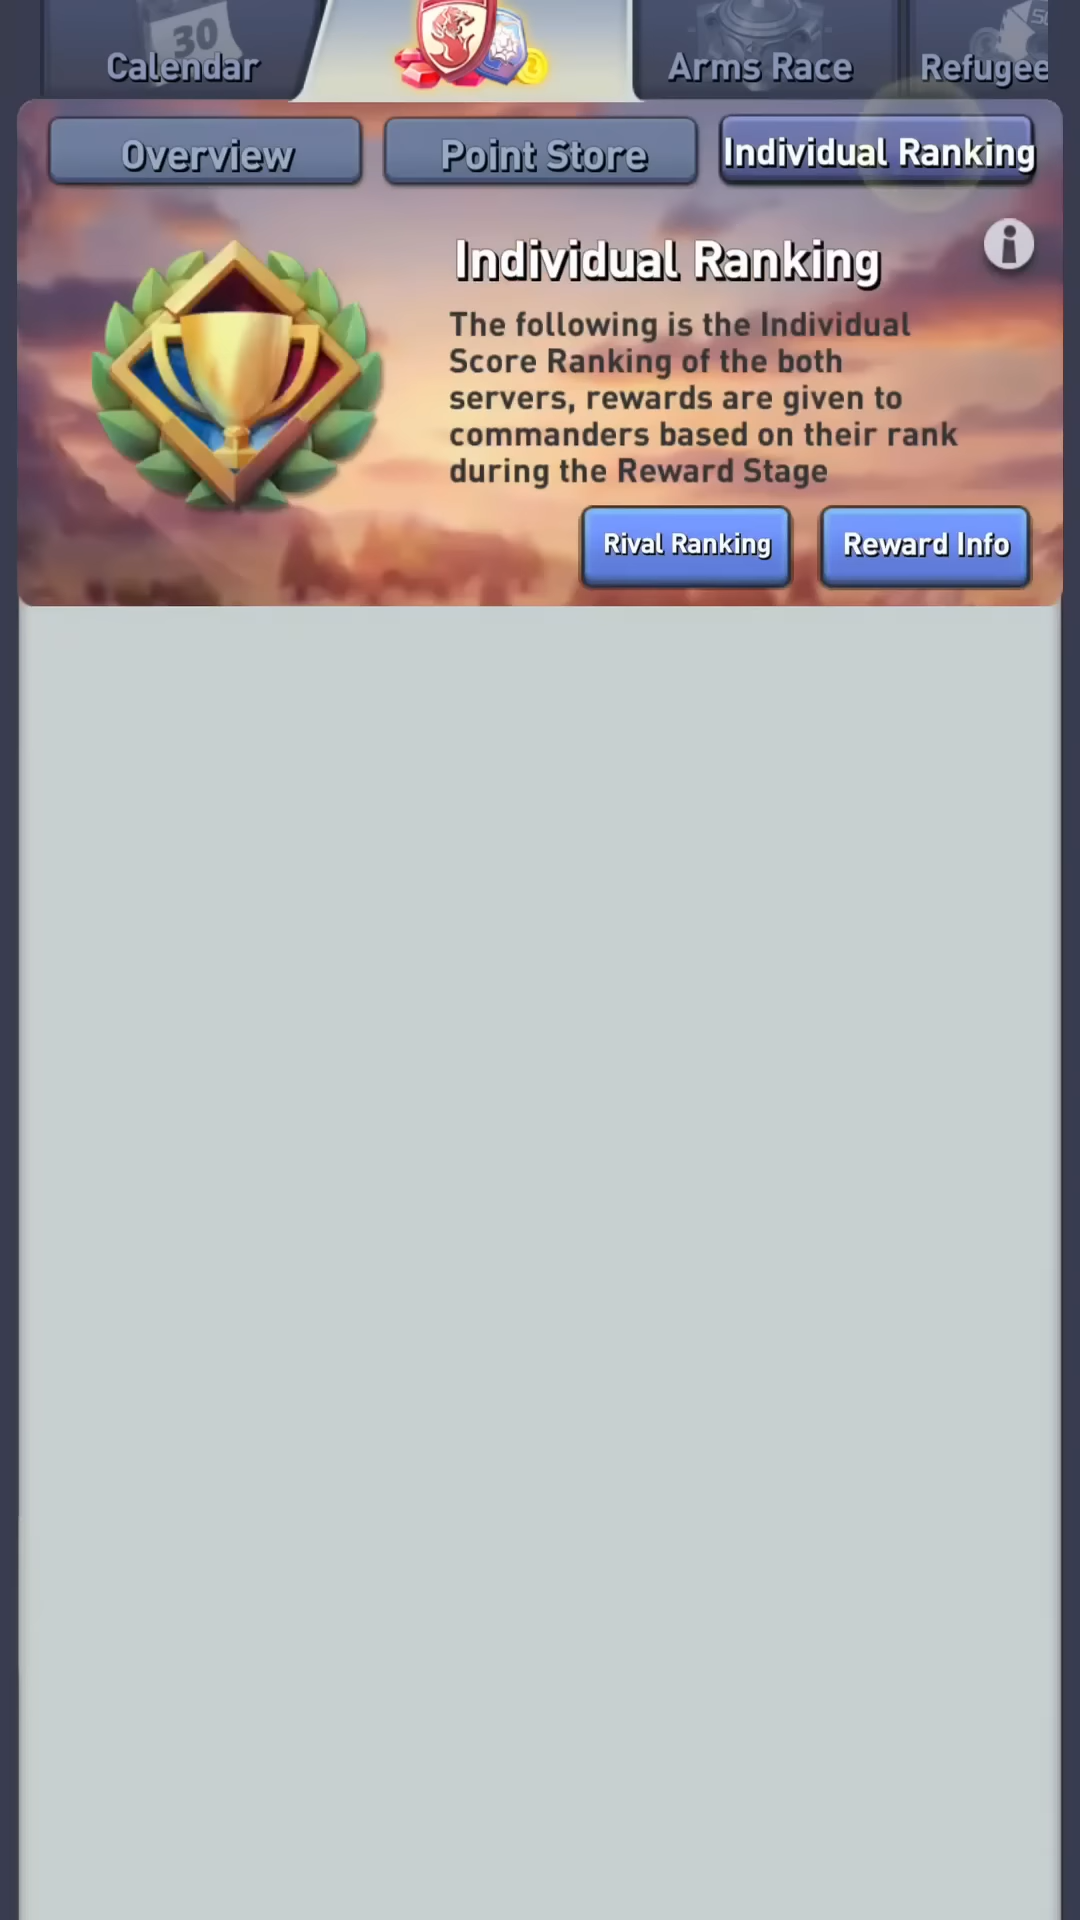 30
Calendar
Arms Race
Refugee
Overview
Point Store
Individual Ranking
Individual Ranking
The following is the Individual
Score Ranking of the both
servers, rewards are given to
commanders based on their rank
during the Reward Stage
Rival Ranking
Reward Info